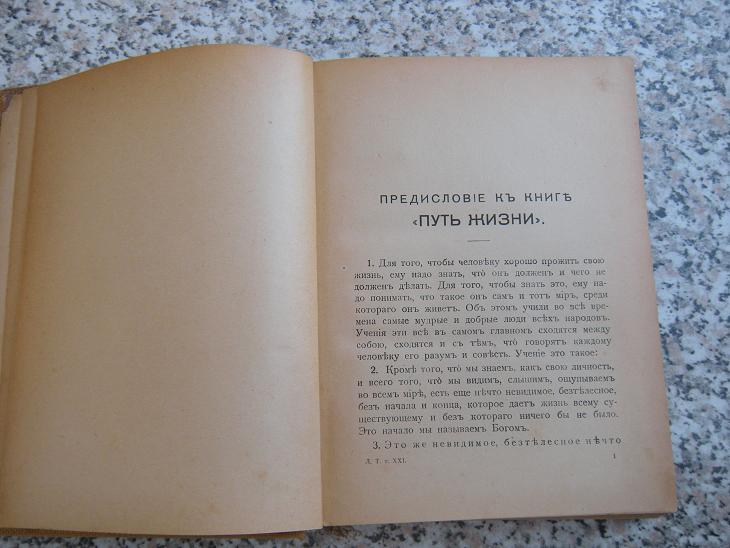 ПРЕДИСЛОВІЕ КЪ КНИГѢ
«ПУТЬ ЖИЗНИ».
1. Для того, чтобы человѣку хорошо прожить свою
жизнь, ему надо знать, что̀ онъ долженъ и чего не
долженъ дѣлать. Для того, чтобы знать это, ему на-
до понимать, что такое онъ самъ и тотъ міръ, среди
котораго онъ живетъ. Объ этомъ учили во всѣ вре-
мена самые мудрые и добрые люди всѣхъ народовъ.
Ученія эти всѣ въ самомъ главномъ сходятся между
собою, сходятся и съ тѣмъ, что̀ говорятъ каждому
человѣку его разумъ и совѣсть. Ученіе это такое:
2. Кромѣ того, что̀ мы знаемъ, какъ свою личность,
и всего того, что̀ мы видимъ, слышимъ, ощупываемъ
во всемъ мірѣ, есть еще нѣчто невидимое, безтѣлесное,
безъ начала и конца, которое даетъ жизнь всему су-
ществующему и безъ котораго ничего бы не было.
Это начало мы называемъ Богомъ.
3. Это же невидимое, безтѣлесное нѣчто
Л. Т. т. XXI.
1